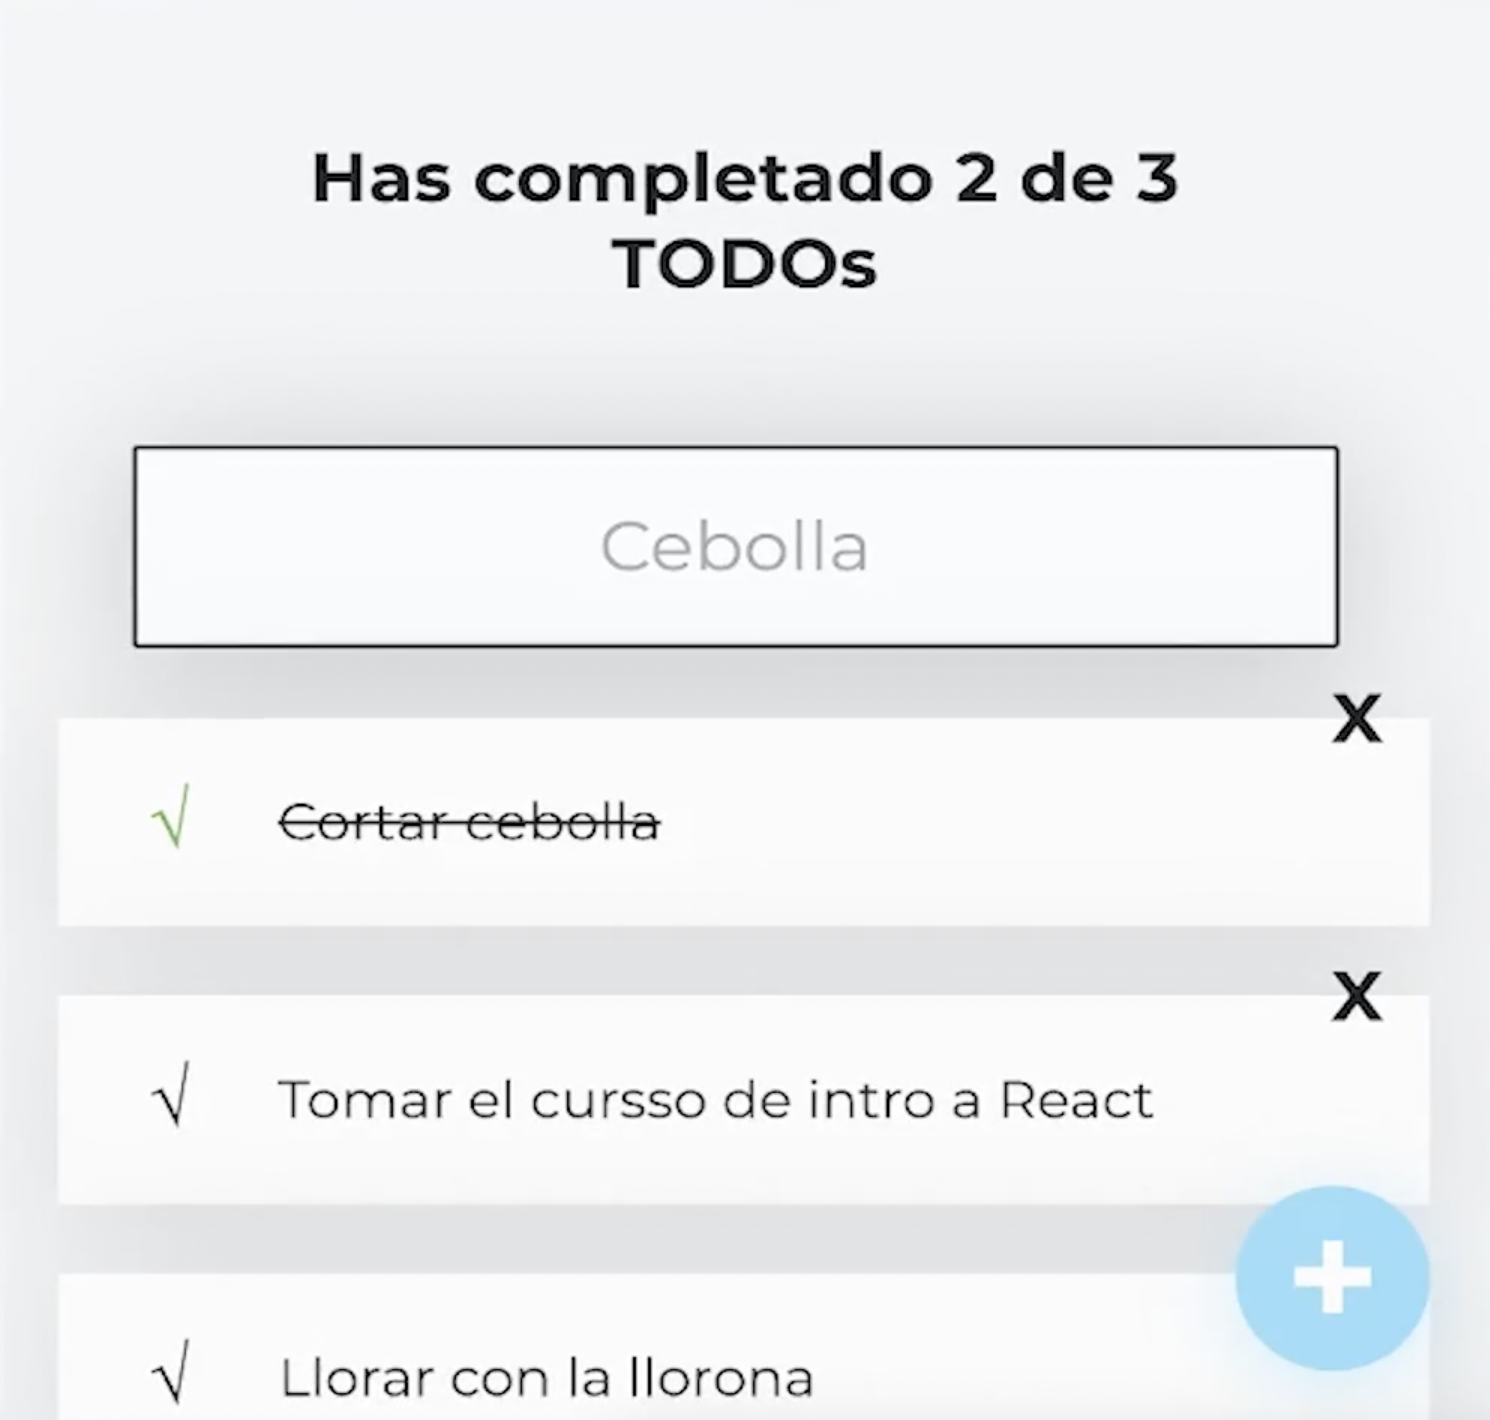 Has completado 2 de 3
TODOs
Cebolla
X
√ Cortar cebolla
X
√ Tomar el cursso de intro a React
+
√ Llorar con la llorona